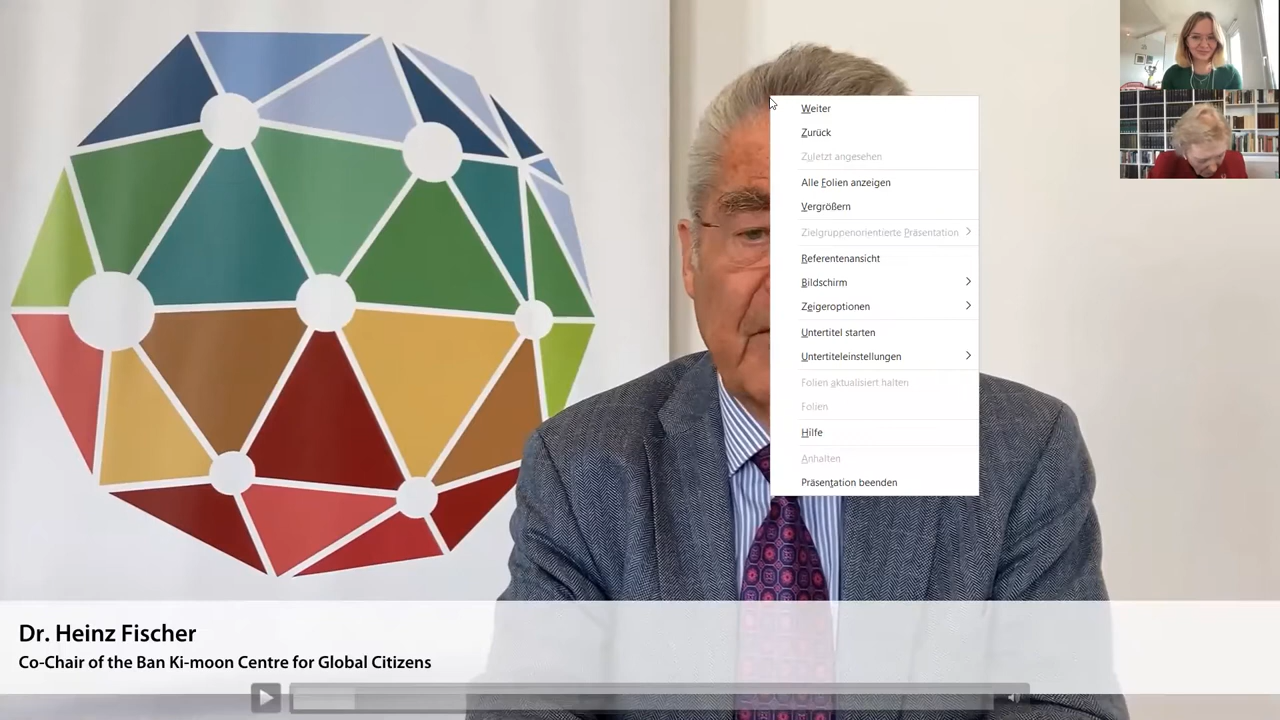 Weiter
Zurück
Zuletzt angesehen
Alle Folien anzeigen
Vergrößern
Zielgruppenorientierte Präsentation
Referentenansicht
Bildschirm
Zeigeroptionen
Untertitel starten
Untertiteleinstellungen
Folien aktualisiert halten
Folien
Hilfe
Anhalten
Präsentation beenden
Dr. Heinz Fischer
Co-Chair of the Ban Ki-moon Centre for Global Citizens